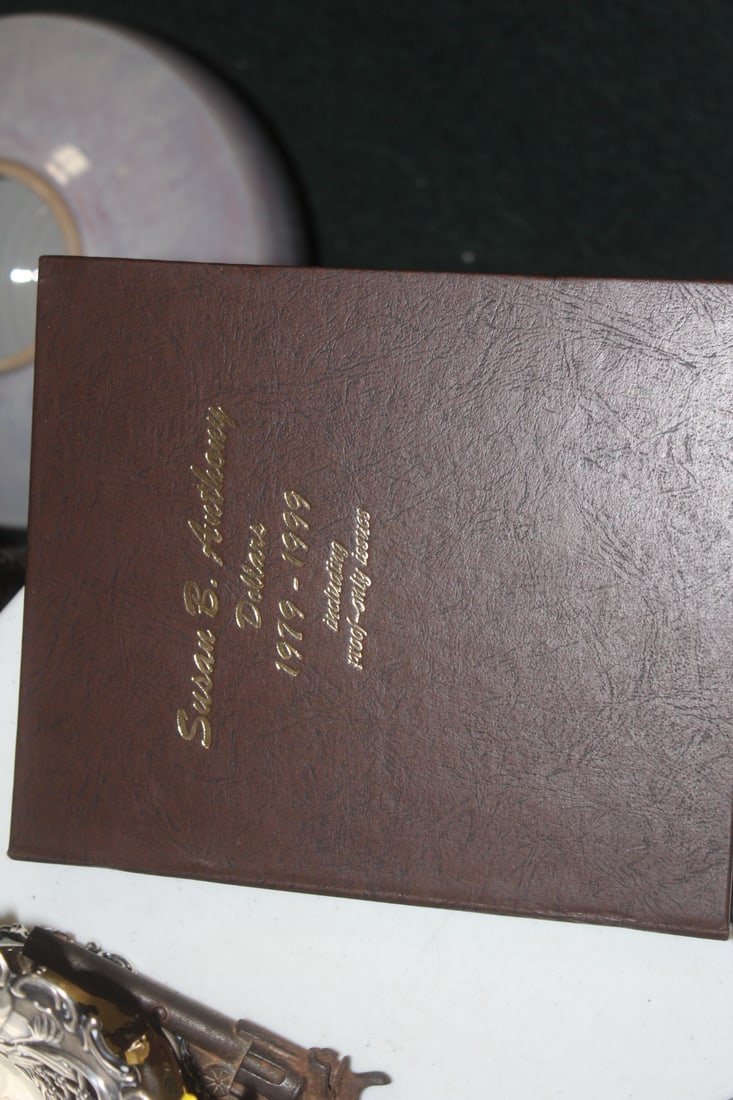 Susan B. Anthony
Dollars
1979-1999
including
proof-only issues